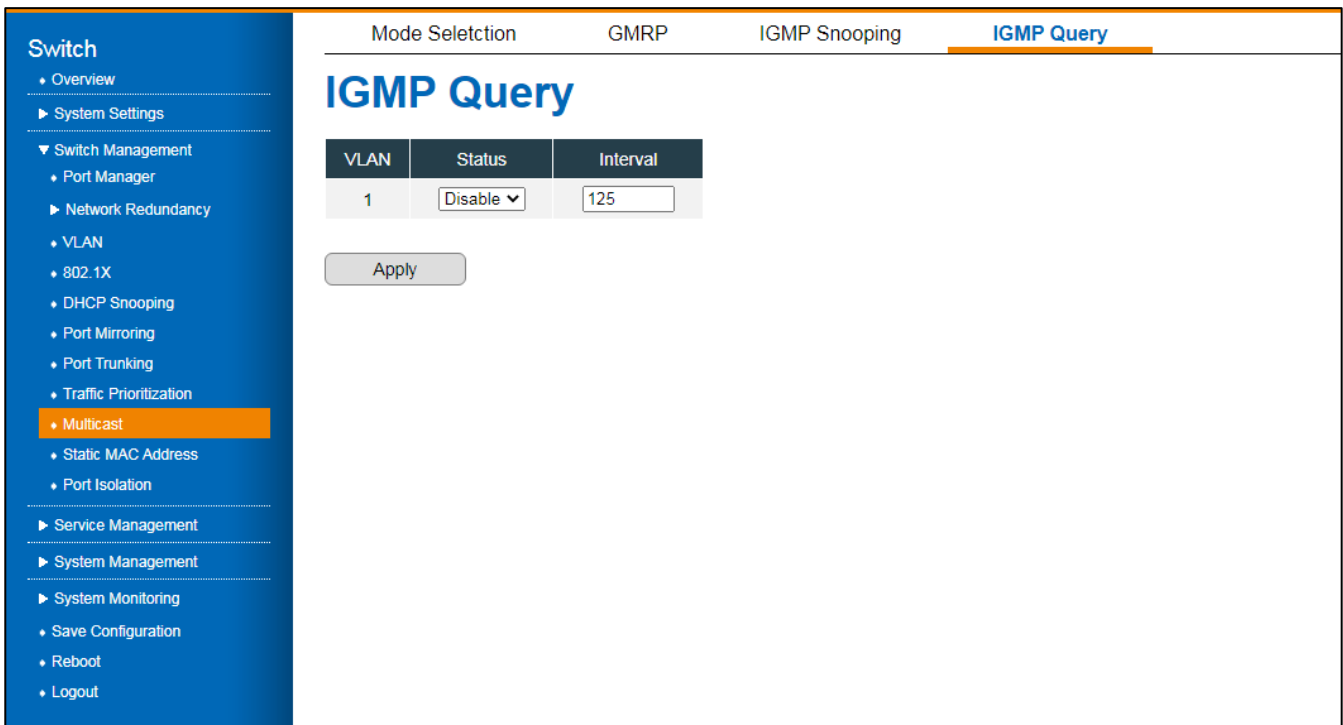 Switch
Overview
System Settings
Switch Management
Port Manager
Network Redundancy
VLAN
802.1X
DHCP Snooping
Port Mirroring
Port Trunking
Traffic Prioritization
Multicast
Static MAC Address
Port Isolation
Service Management
System Management
System Monitoring
Save Configuration
Reboot
Logout
Mode Seletction GMRP IGMP Snooping IGMP Query
IGMP Query
VLAN Status Interval
1 Disable 125
Apply